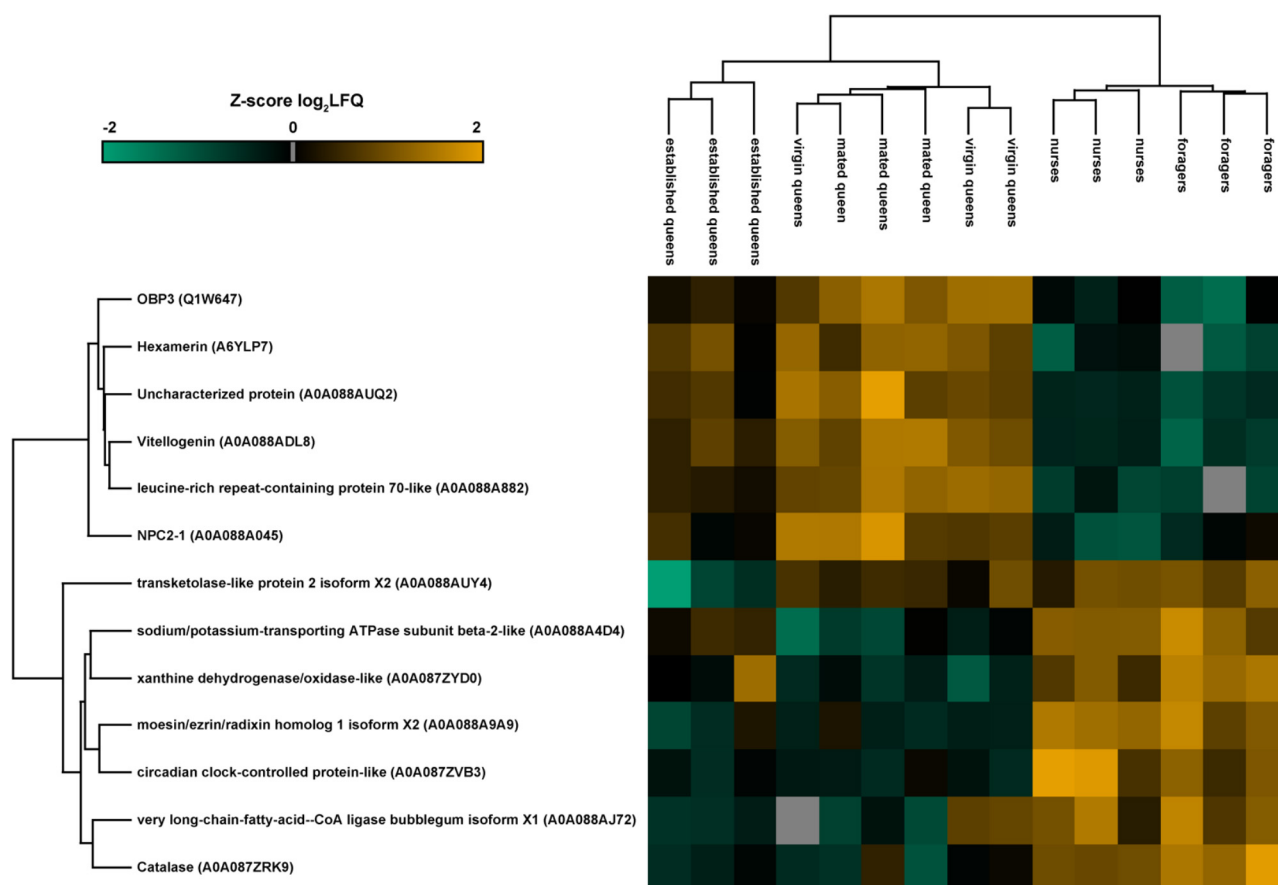 Z-score log2LFQ
-2 0 2
established queens
established queens
established queens
virgin queens
mated queen
mated queens
mated queen
virgin queens
virgin queens
nurses
nurses
nurses
foragers
foragers
foragers
OBP3 (Q1W647)
Hexamerin (A6YLP7)
Uncharacterized protein (A0A088AUQ2)
Vitellogenin (A0A088ADL8)
leucine-rich repeat-containing protein 70-like (A0A088A882)
NPC2-1 (A0A088A045)
transketolase-like protein 2 isoform X2 (A0A088AUY4)
sodium/potassium-transporting ATPase subunit beta-2-like (A0A088A4D4)
xanthine dehydrogenase/oxidase-like (A0A087ZYD0)
moesin/ezrin/radixin homolog 1 isoform X2 (A0A088A9A9)
circadian clock-controlled protein-like (A0A087ZVB3)
very long-chain-fatty-acid--CoA ligase bubblegum isoform X1 (A0A088AJ72)
Catalase (A0A087ZRK9)